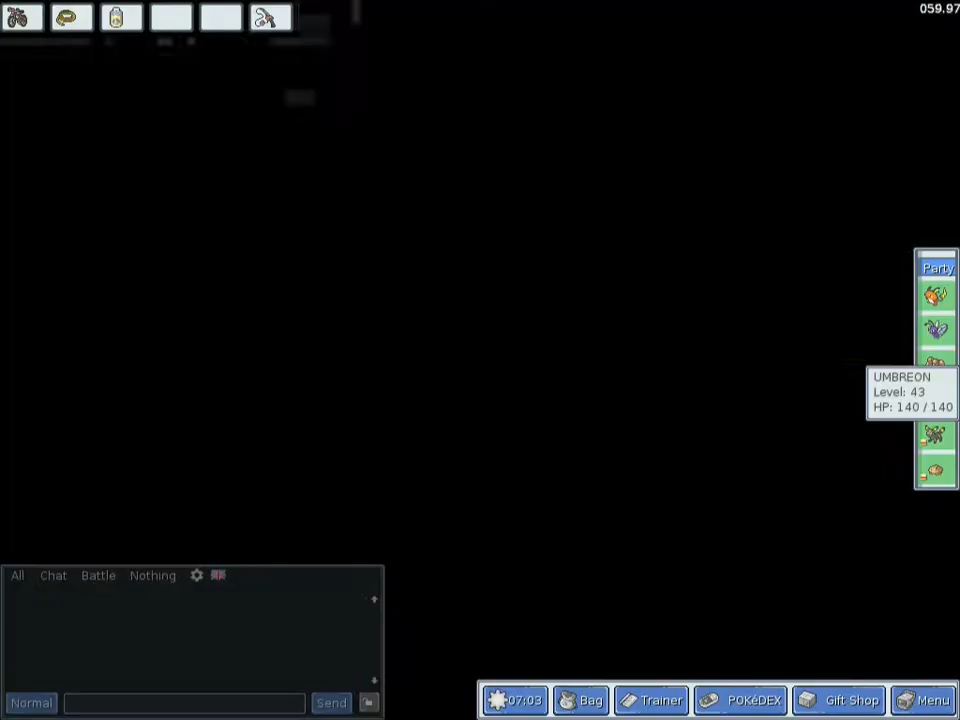 059.97
Party
UMBREON
Level: 43
HP: 140 / 140
All Chat Battle Nothing
Normal Send
07:03 Bag Trainer POKéDEX Gift Shop Menu